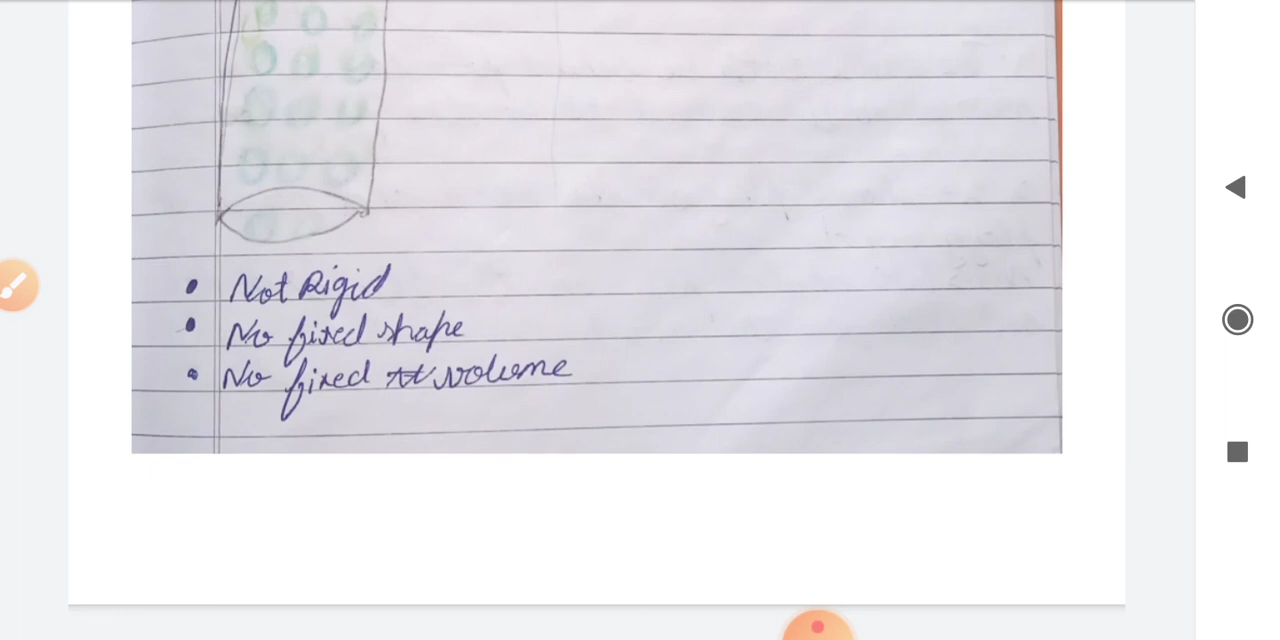 • Not Rigid
• No fixed shape
• No fixed volume